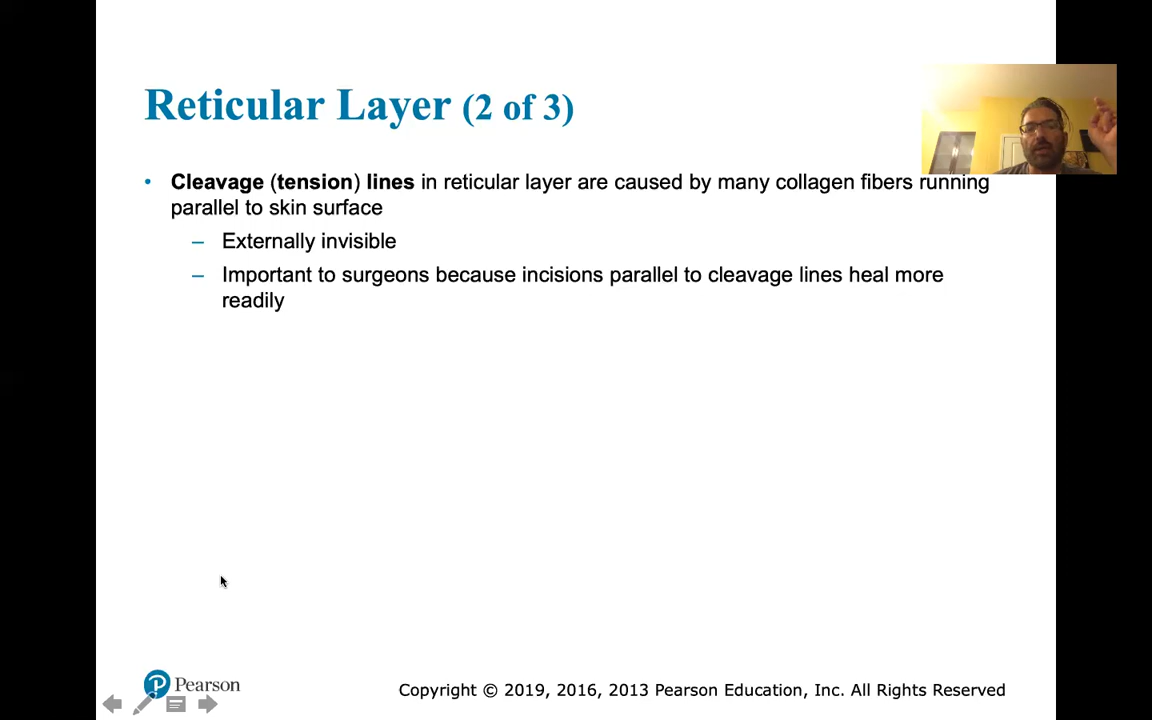 Reticular Layer (2 of 3)
• Cleavage (tension) lines in reticular layer are caused by many collagen fibers running
parallel to skin surface
– Externally invisible
– Important to surgeons because incisions parallel to cleavage lines heal more
readily
Pearson
Copyright © 2019, 2016, 2013 Pearson Education, Inc. All Rights Reserved